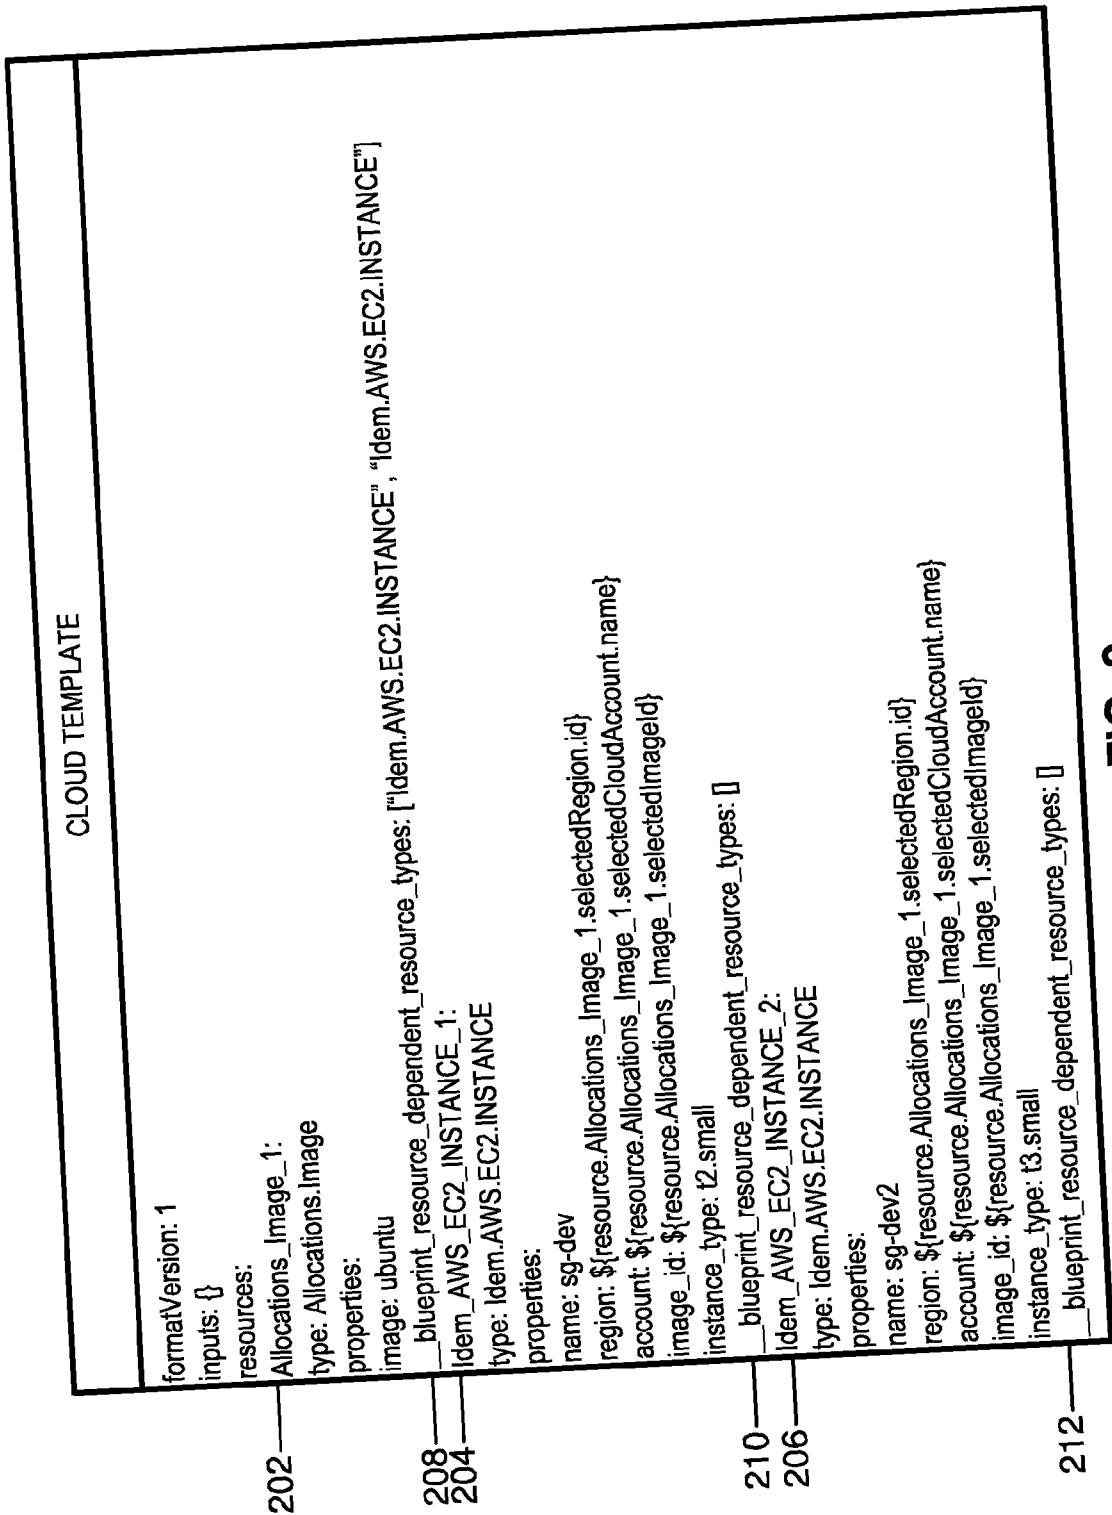 CLOUD TEMPLATE
formatVersion: 1
inputs: {}
resources:
202 Allocations_Image_1:
type: Allocations.Image
properties:
image: ubuntu
208 __blueprint_resource_dependent_resource_types: ["Idem.AWS.EC2.INSTANCE", "Idem.AWS.EC2.INSTANCE"]
204 Idem_AWS_EC2_INSTANCE_1:
type: Idem.AWS.EC2.INSTANCE
properties:
name: sg-dev
region: ${resource.Allocations_Image_1.selectedRegion.id}
account: ${resource.Allocations_Image_1.selectedCloudAccount.name}
image_id: ${resource.Allocations_Image_1.selectedImageId}
instance_type: t2.small
210 __blueprint_resource_dependent_resource_types: []
206 Idem_AWS_EC2_INSTANCE_2:
type: Idem.AWS.EC2.INSTANCE
properties:
name: sg-dev2
region: ${resource.Allocations_Image_1.selectedRegion.id}
account: ${resource.Allocations_Image_1.selectedCloudAccount.name}
image_id: ${resource.Allocations_Image_1.selectedImageId}
instance_type: t3.small
212 __blueprint_resource_dependent_resource_types: []